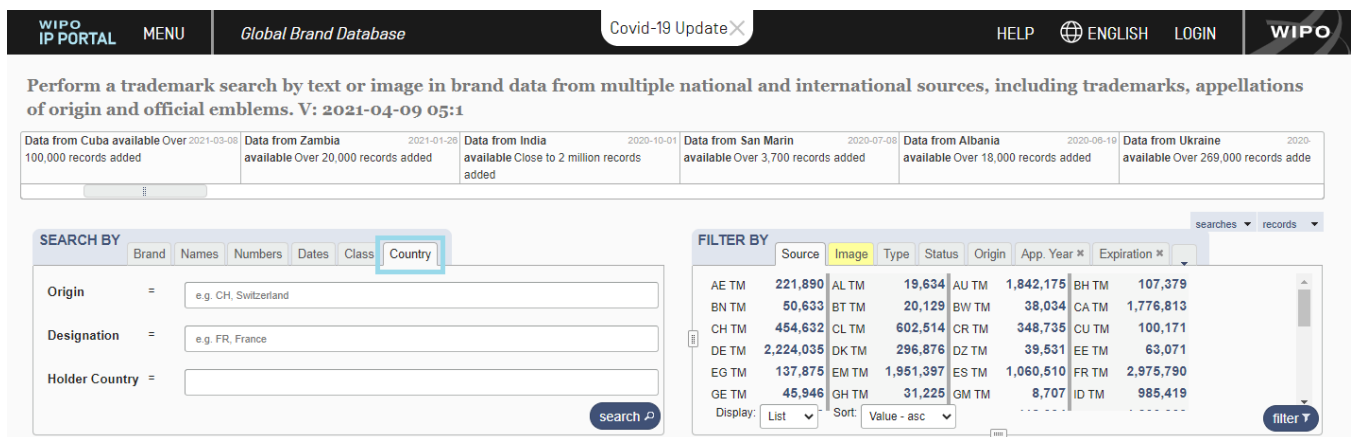 WIPO
IP PORTAL
MENU
Global Brand Database
Covid-19 Update
HELP
ENGLISH
LOGIN
WIPO
Perform a trademark search by text or image in brand data from multiple national and international sources, including trademarks, appellations
of origin and official emblems. V: 2021-04-09 05:1
Data from Cuba available Over 2021-03-08
100,000 records added
Data from Zambia 2021-01-26
available Over 20,000 records added
Data from India 2020-10-01
available Close to 2 million records
added
Data from San Marin 2020-07-08
available Over 3,700 records added
Data from Albania 2020-06-19
available Over 18,000 records added
Data from Ukraine 2020-
available Over 269,000 records adde
searches records
SEARCH BY
Brand Names Numbers Dates Class Country
Origin = e.g. CH, Switzerland
Designation = e.g. FR, France
Holder Country =
search
FILTER BY
Source Image Type Status Origin App. Year Expiration
AE TM 221,890 AL TM 19,634 AU TM 1,842,175 BH TM 107,379
BN TM 50,633 BT TM 20,129 BW TM 38,034 CA TM 1,776,813
CH TM 454,632 CL TM 602,514 CR TM 348,735 CU TM 100,171
DE TM 2,224,035 DK TM 296,876 DZ TM 39,531 EE TM 63,071
EG TM 137,875 EM TM 1,951,397 ES TM 1,060,510 FR TM 2,975,790
GE TM 45,946 GH TM 31,225 GM TM 8,707 ID TM 985,419
Display: List Sort: Value - asc
filter